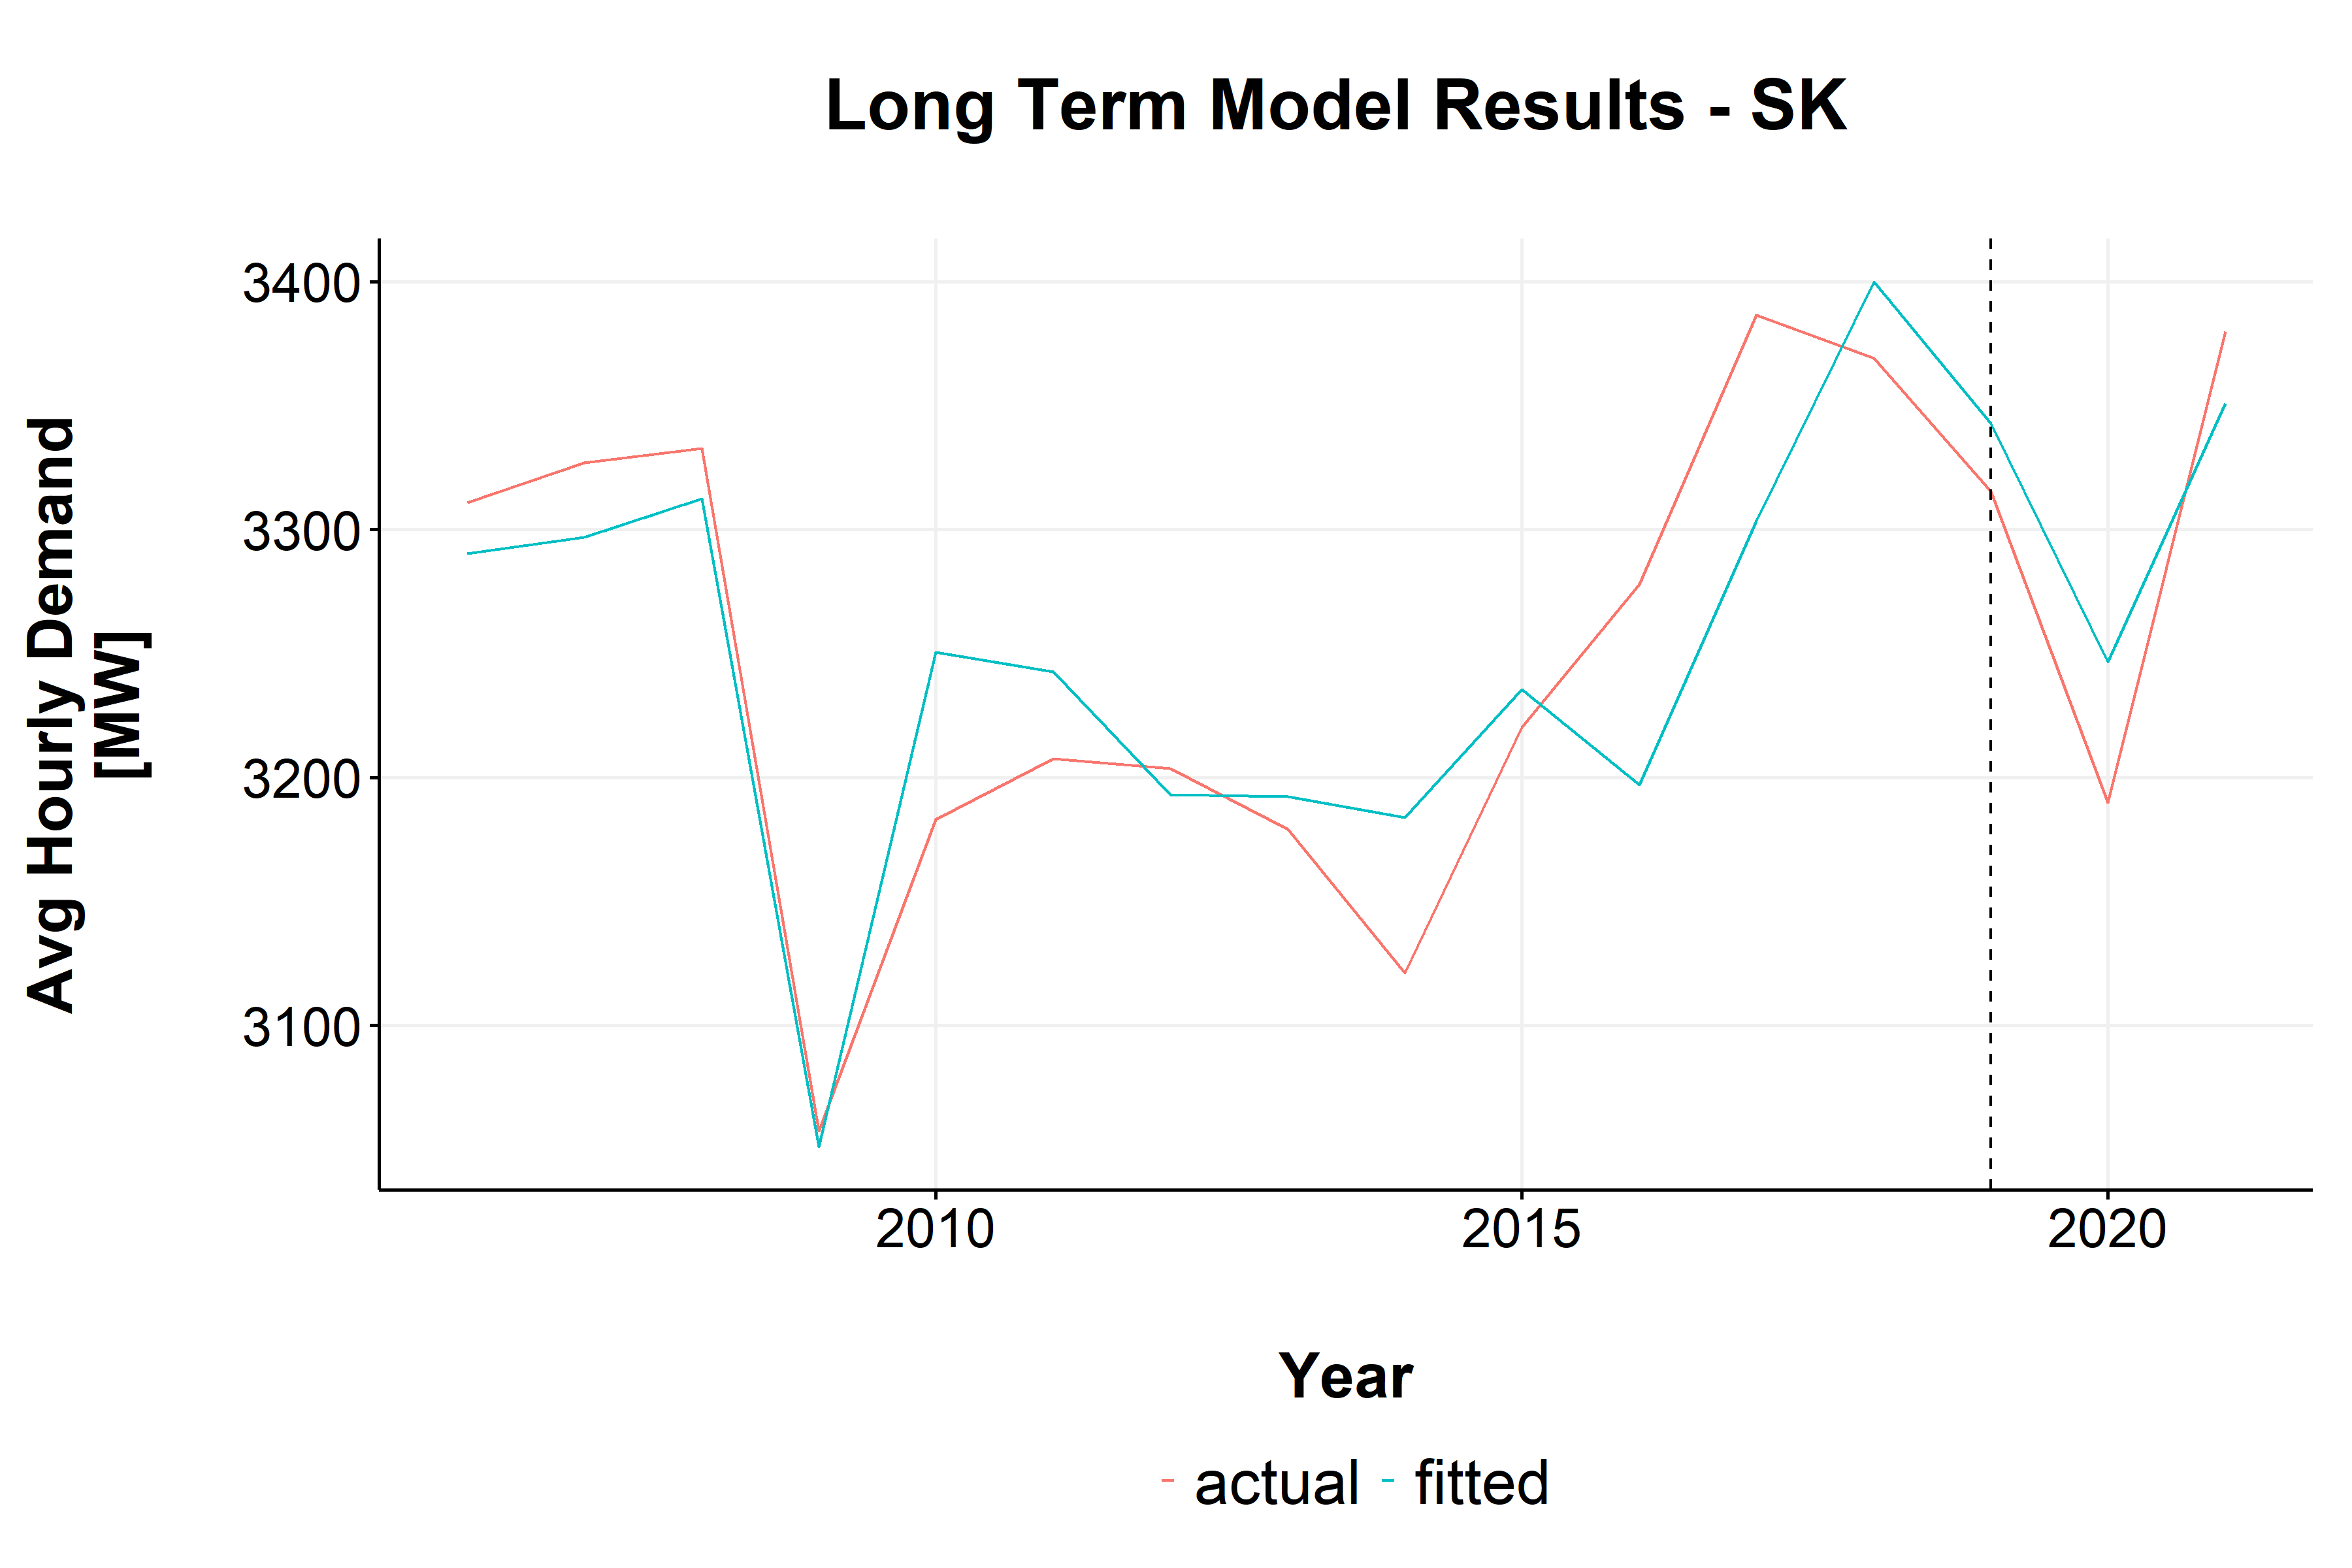 Long Term Model Results - SK
Avg Hourly Demand
[MW]
3400
3300
3200
3100
2010
2015
2020
Year
actual
fitted